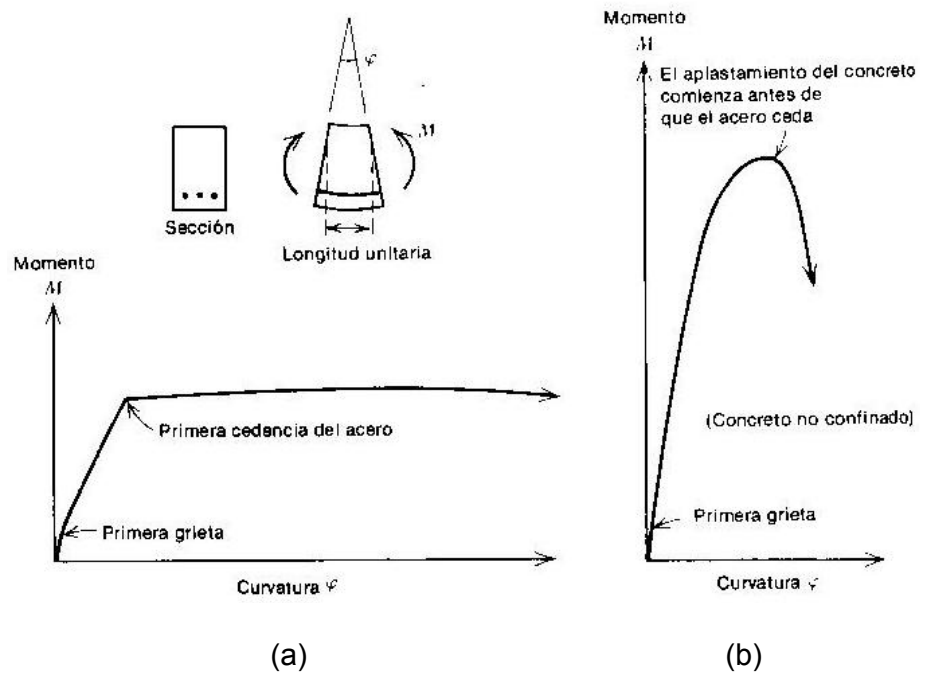 φ
M
Sección
Longitud unitaria
Momento
M
Primera cedencia del acero
Primera grieta
Curvatura φ
(a)
Momento
M
El aplastamiento del concreto
comienza antes de
que el acero ceda
(Concreto no confinado)
Primera grieta
Curvatura φ
(b)